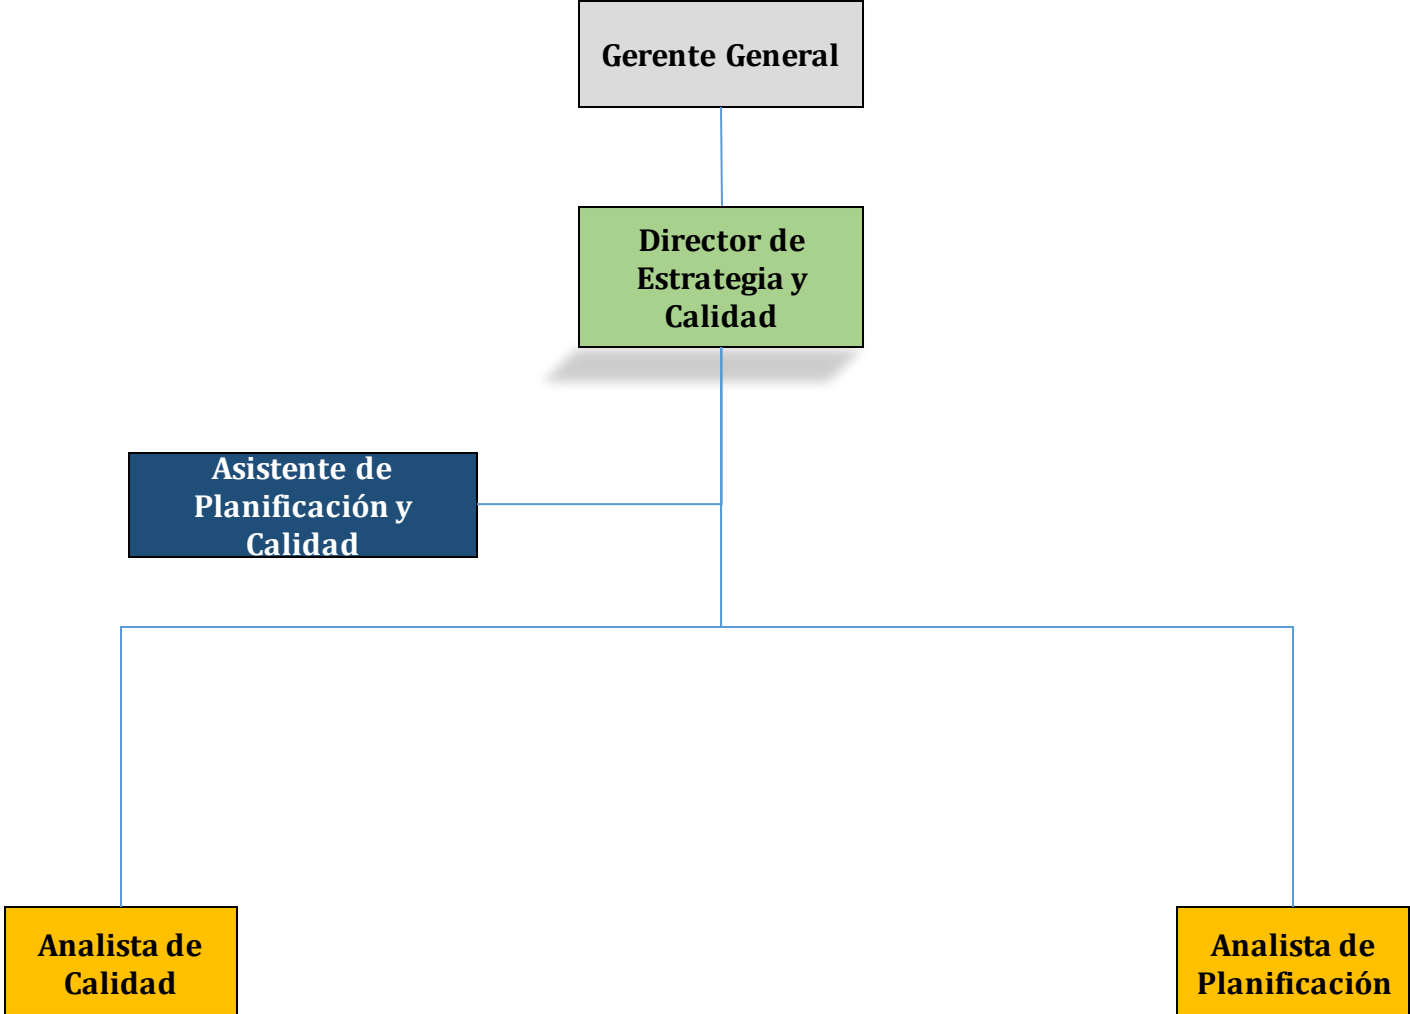 Gerente General
Director de
Estrategia y
Calidad
Asistente de
Planificación y
Calidad
Analista de
Calidad
Analista de
Planificación